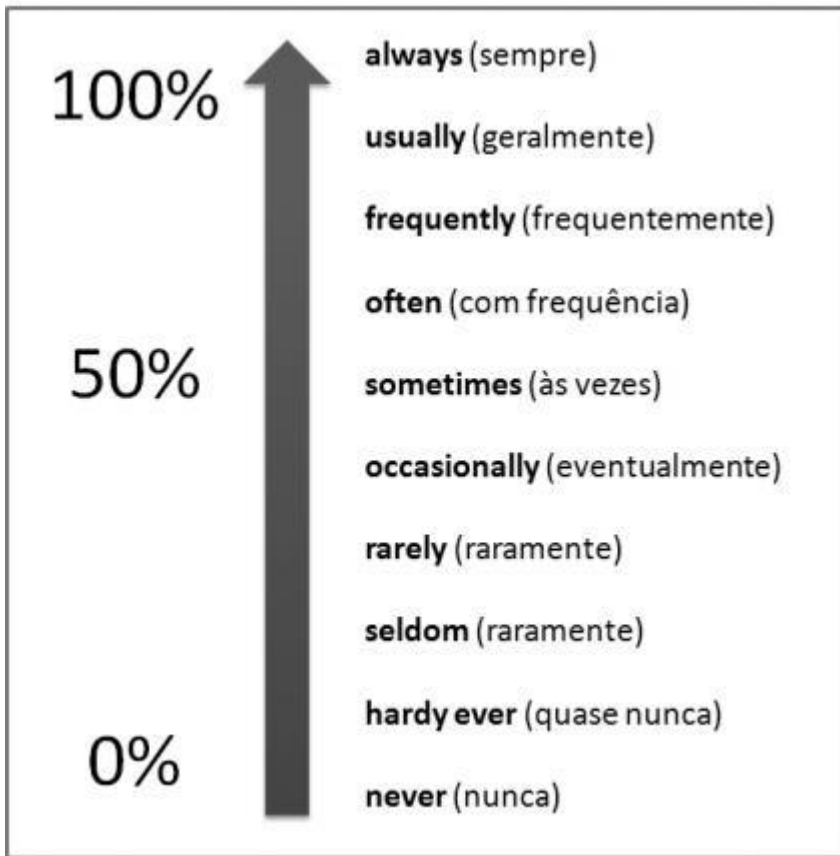 100%
50%
0%
always (sempre)
usually (geralmente)
frequently (frequentemente)
often (com frequência)
sometimes (às vezes)
occasionally (eventualmente)
rarely (raramente)
seldom (raramente)
hardy ever (quase nunca)
never (nunca)